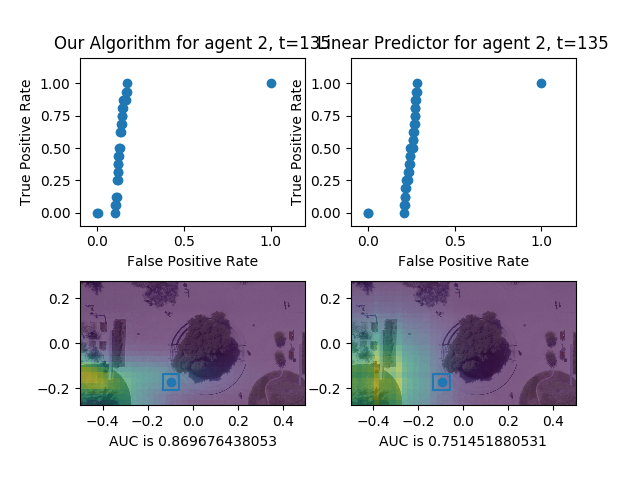 Our Algorithm for agent 2, t=135
Linear Predictor for agent 2, t=135
True Positive Rate
1.00
0.75
0.50
0.25
0.00
0.0 0.5 1.0
False Positive Rate
True Positive Rate
1.00
0.75
0.50
0.25
0.00
0.0 0.5 1.0
False Positive Rate
0.2
0.0
−0.2
−0.4 −0.2 0.0 0.2 0.4
AUC is 0.869676438053
0.2
0.0
−0.2
−0.4 −0.2 0.0 0.2 0.4
AUC is 0.751451880531